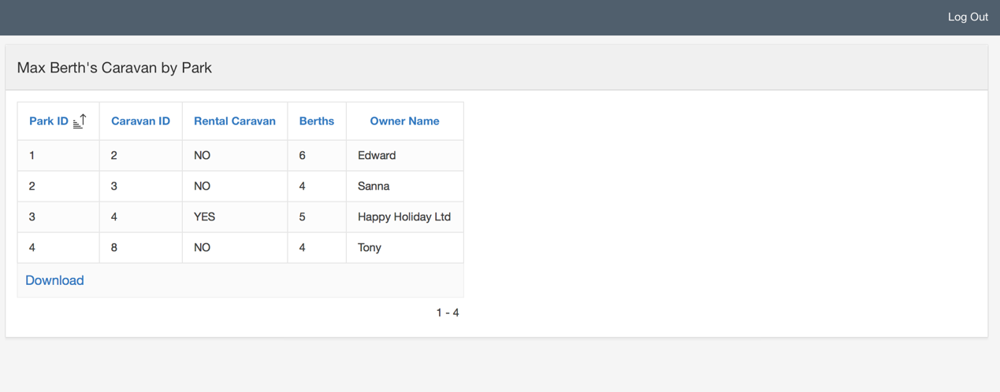 Log Out
Max Berth's Caravan by Park
Park ID Caravan ID Rental Caravan Berths Owner Name
1 2 NO 6 Edward
2 3 NO 4 Sanna
3 4 YES 5 Happy Holiday Ltd
4 8 NO 4 Tony
Download
1 - 4